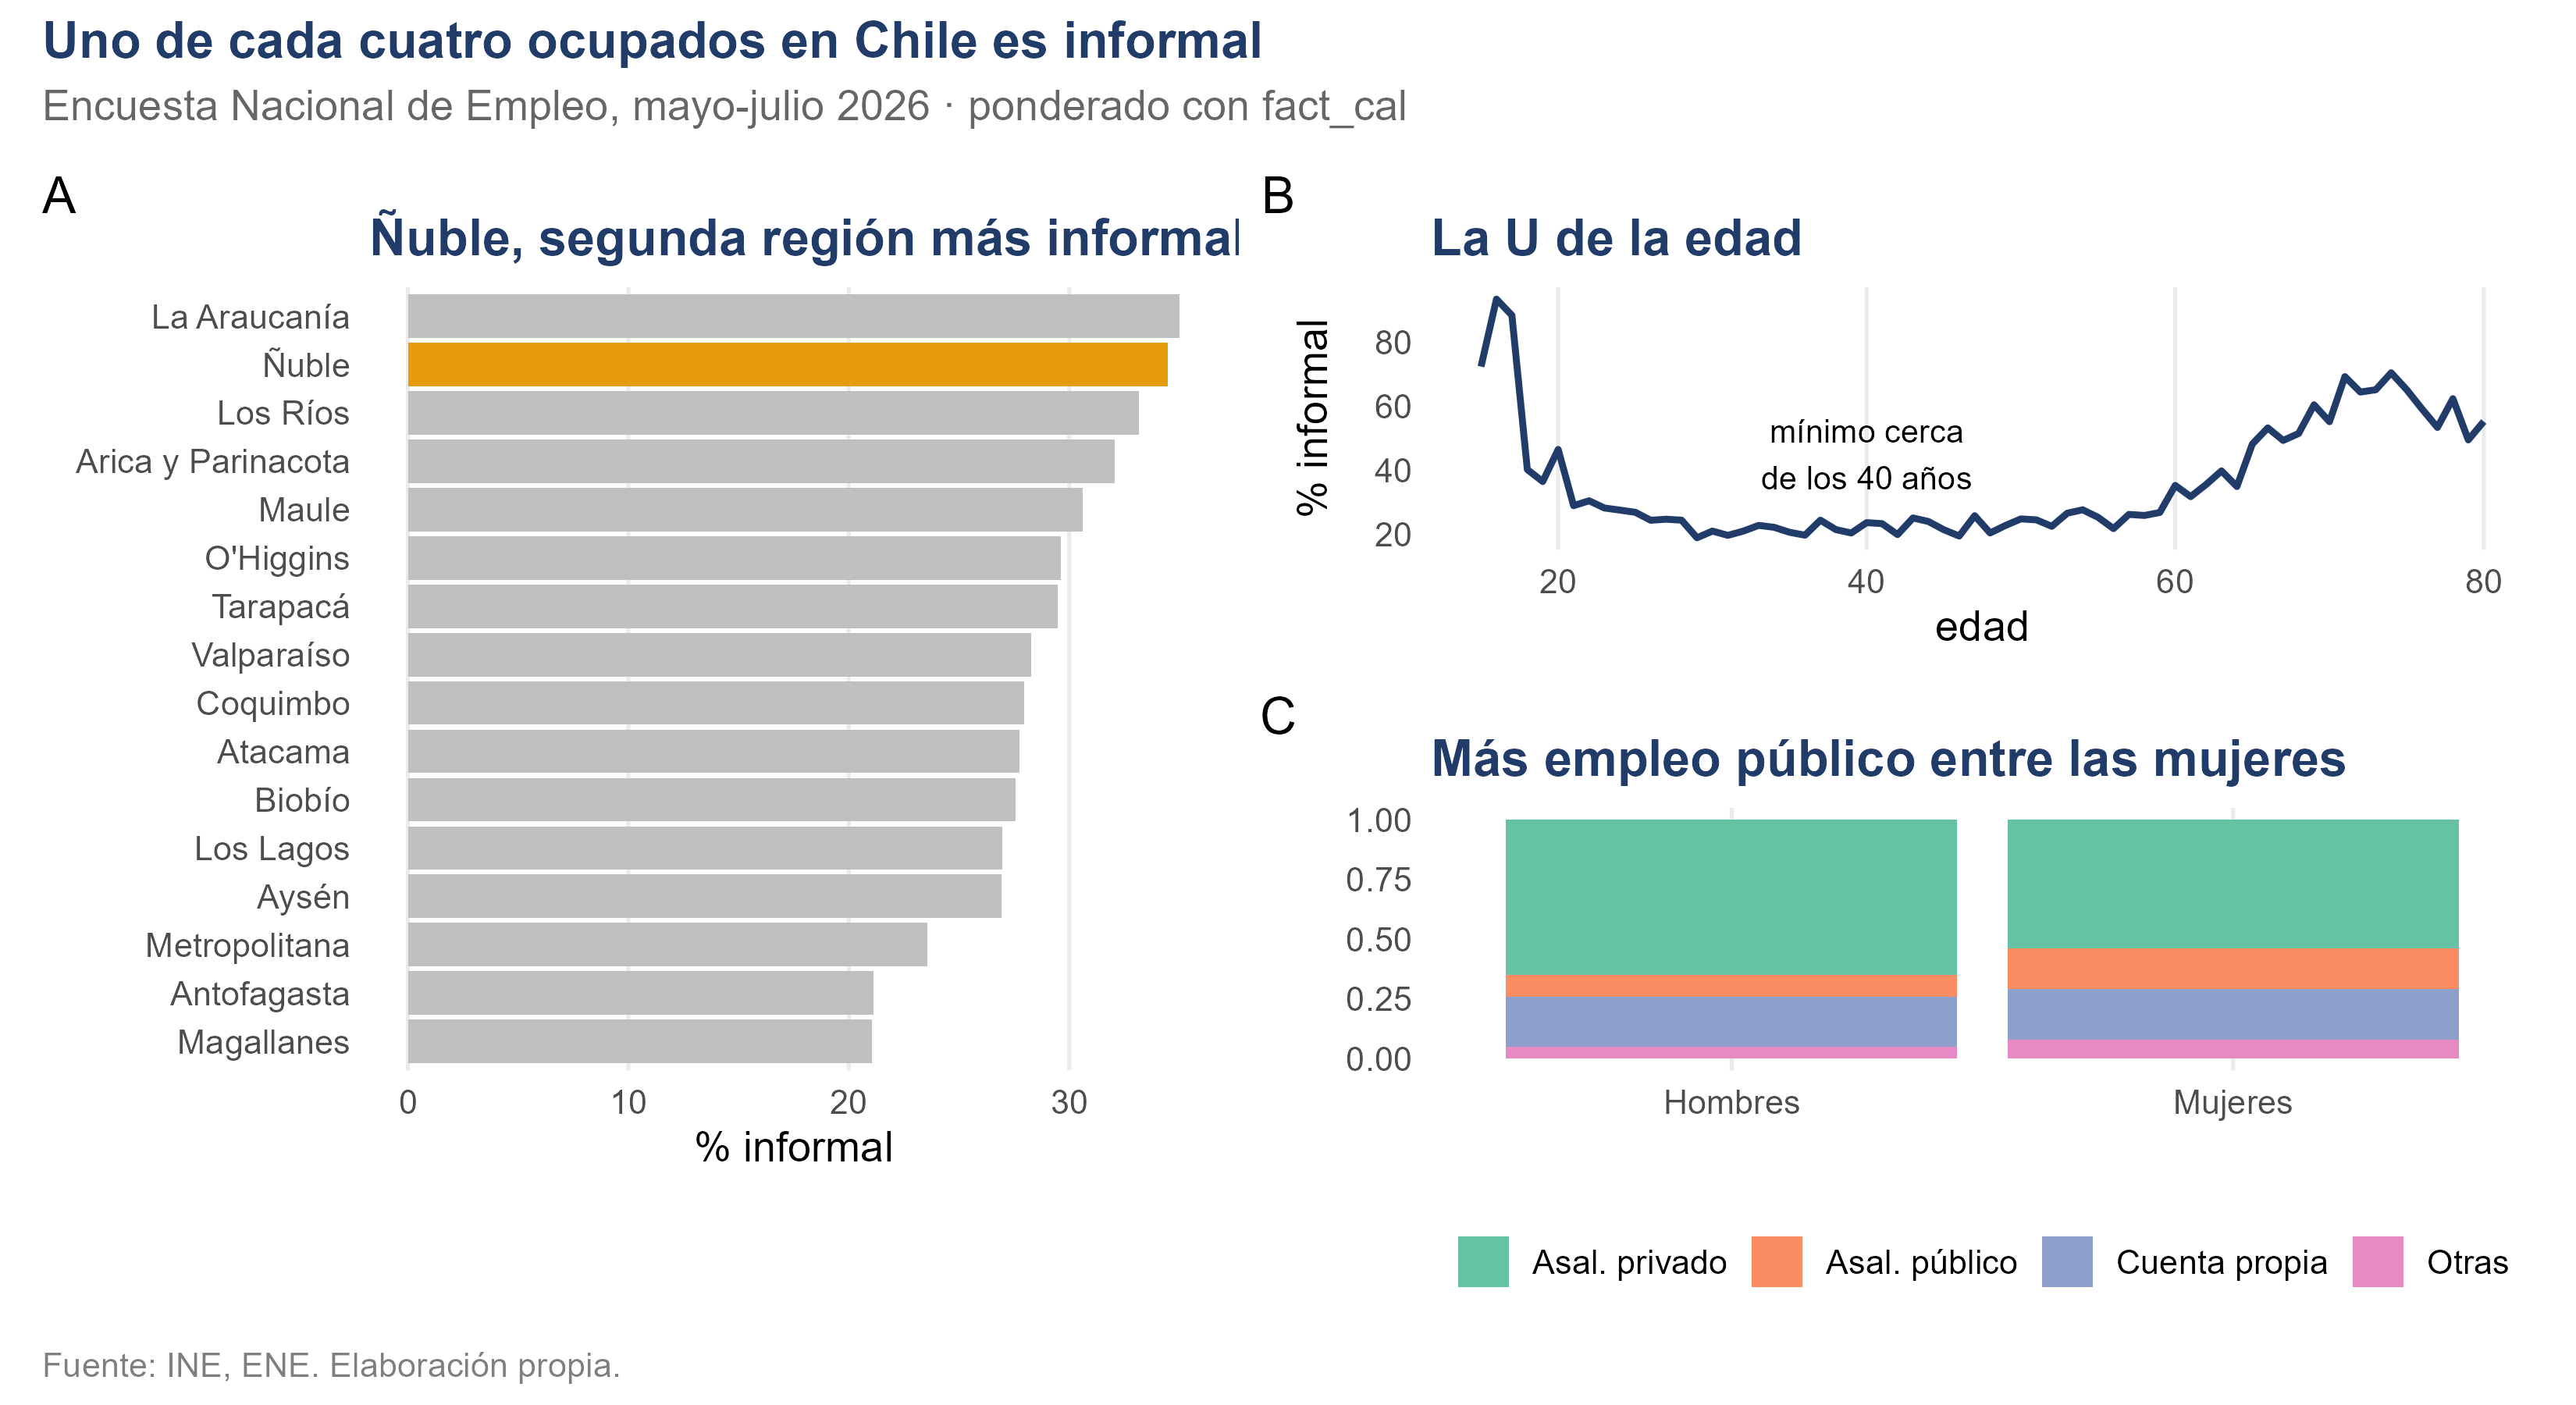 Uno de cada cuatro ocupados en Chile es informal
Encuesta Nacional de Empleo, mayo-julio 2026 · ponderado con fact_cal
A
Ñuble, segunda región más informal
La Araucanía
Ñuble
Los Ríos
Arica y Parinacota
Maule
O'Higgins
Tarapacá
Valparaíso
Coquimbo
Atacama
Biobío
Los Lagos
Aysén
Metropolitana
Antofagasta
Magallanes
0 10 20 30
% informal
B
La U de la edad
% informal
80
60
40
20
mínimo cerca
de los 40 años
20 40 60 80
edad
C
Más empleo público entre las mujeres
1.00
0.75
0.50
0.25
0.00
Hombres Mujeres
Asal. privado Asal. público Cuenta propia Otras
Fuente: INE, ENE. Elaboración propia.